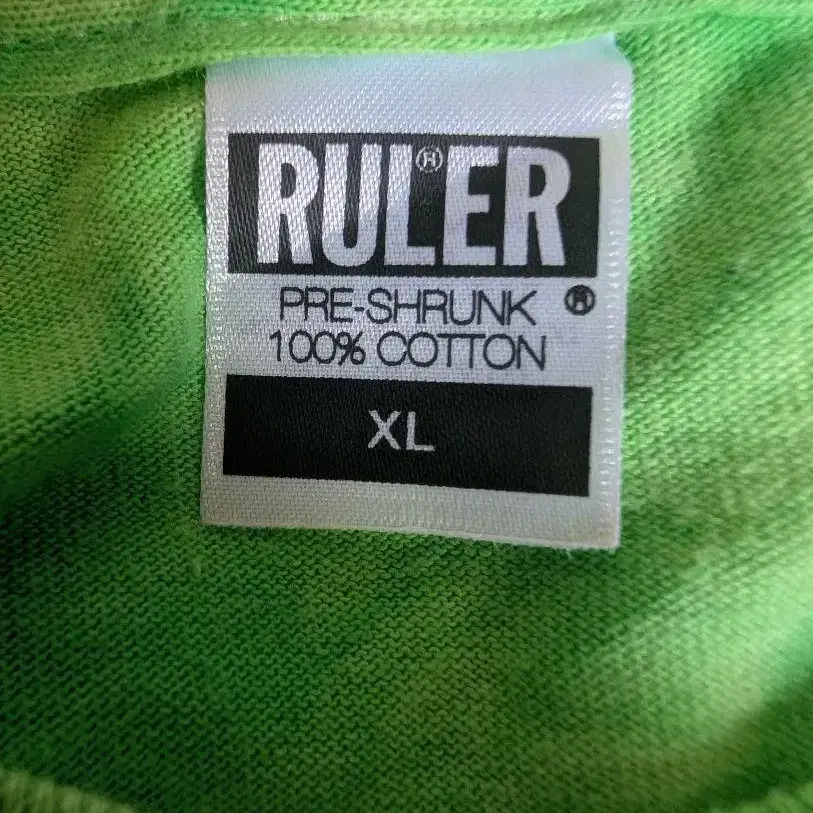 RULER®
PRE-SHRUNK ®
100% COTTON
XL